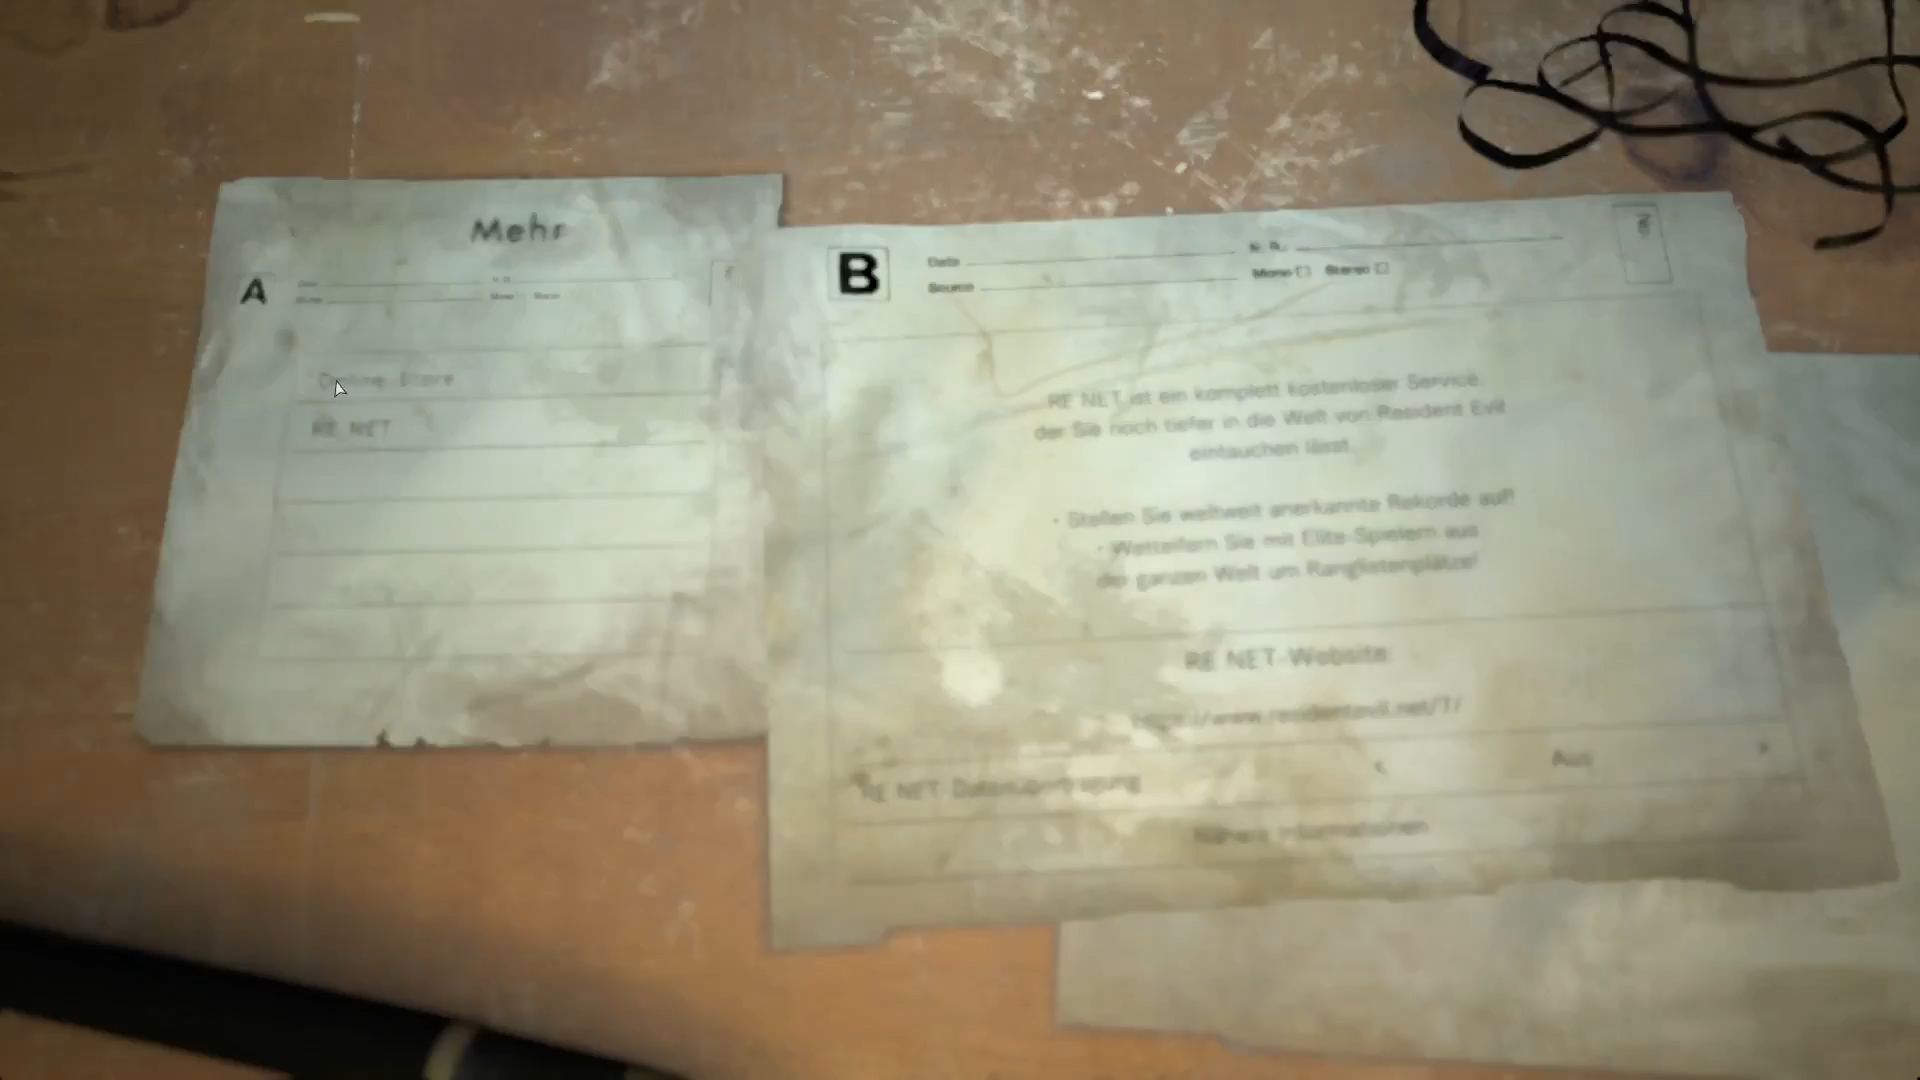 Mehr
A
Online Store
RE NET
B
Date
Source
Mono
Stereo
RE NET ist ein komplett kostenloser Service,
der Sie noch tiefer in die Welt von Resident Evil
eintauchen lässt.
• Stellen Sie weltweit anerkannte Rekorde auf!
• Wetteifern Sie mit Elite-Spielern aus
der ganzen Welt um Ranglistenplätze!
RE NET-Website:
https://www.residentevil.net/7/
RE NET-Datenübertragung
Aus
Nähere Informationen